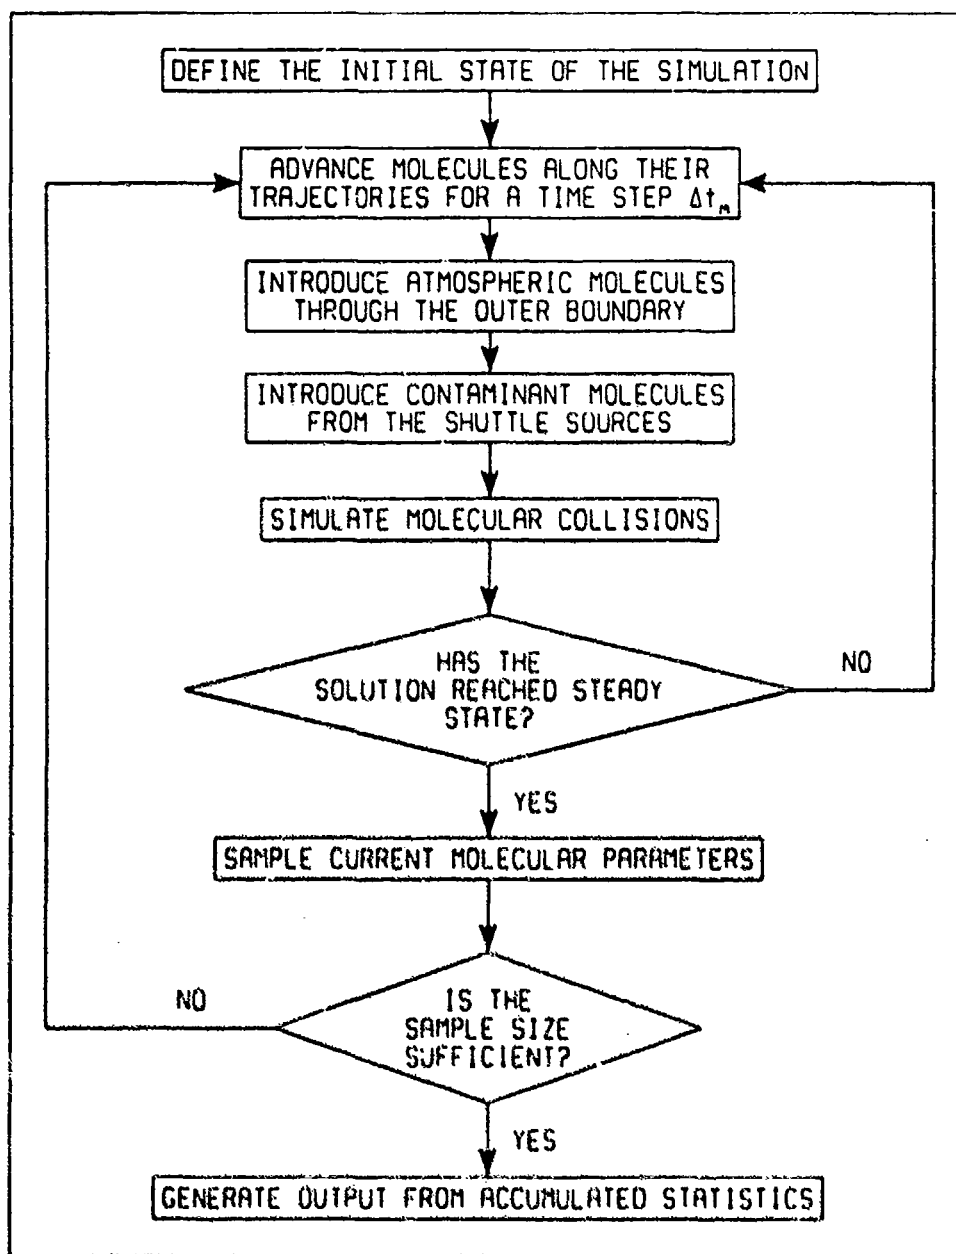 DEFINE THE INITIAL STATE OF THE SIMULATION
ADVANCE MOLECULES ALONG THEIR
TRAJECTORIES FOR A TIME STEP Δtₘ
INTRODUCE ATMOSPHERIC MOLECULES
THROUGH THE OUTER BOUNDARY
INTRODUCE CONTAMINANT MOLECULES
FROM THE SHUTTLE SOURCES
SIMULATE MOLECULAR COLLISIONS
HAS THE
SOLUTION REACHED STEADY
STATE?
NO
YES
SAMPLE CURRENT MOLECULAR PARAMETERS
NO
IS THE
SAMPLE SIZE
SUFFICIENT?
YES
GENERATE OUTPUT FROM ACCUMULATED STATISTICS